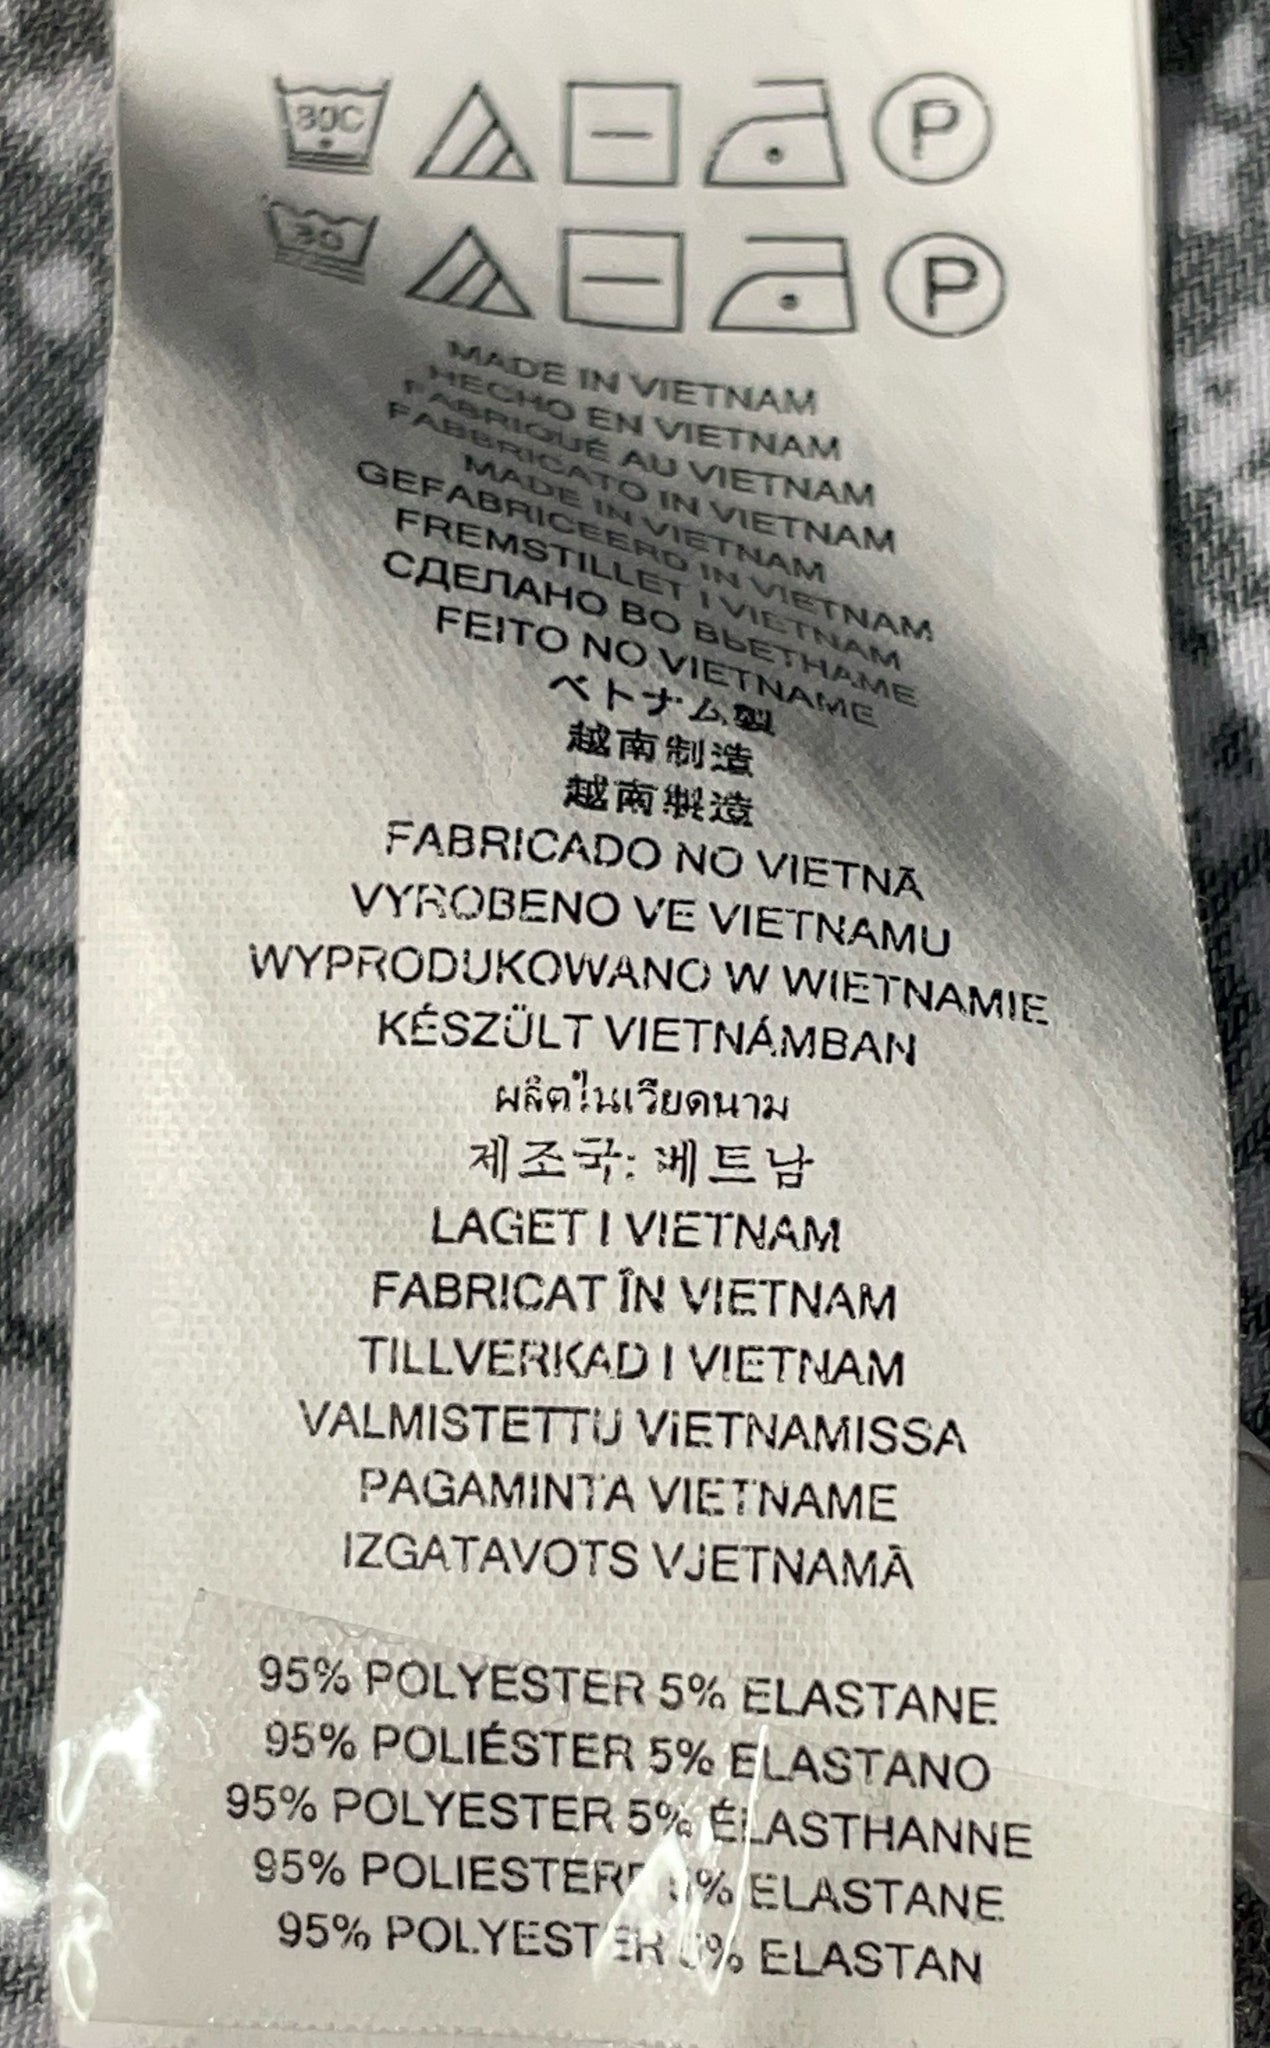 30C
P
30
P
MADE IN VIETNAM
HECHO EN VIETNAM
FABRIQUÉ AU VIETNAM
FABBRICATO IN VIETNAM
MADE IN VIETNAM
GEFABRICEERD IN VIETNAM
FREMSTILLET I VIETNAM
СДЕЛАНО ВО ВЬЕТНАМЕ
FEITO NO VIETNAME
ベトナム製
越南制造
越南製造
FABRICADO NO VIETNÃ
VYROBENO VE VIETNAMU
WYPRODUKOWANO W WIETNAMIE
KÉSZÜLT VIETNÁMBAN
ผลิตในเวียดนาม
제조국: 베트남
LAGET I VIETNAM
FABRICAT ÎN VIETNAM
TILLVERKAD I VIETNAM
VALMISTETTU VIETNAMISSA
PAGAMINTA VIETNAME
IZGATAVOTS VJETNAMĀ
95% POLYESTER 5% ELASTANE
95% POLIÉSTER 5% ELASTANO
95% POLYESTER 5% ÉLASTHANNE
95% POLIESTERE 5% ELASTANE
95% POLYESTER 5% ELASTAN